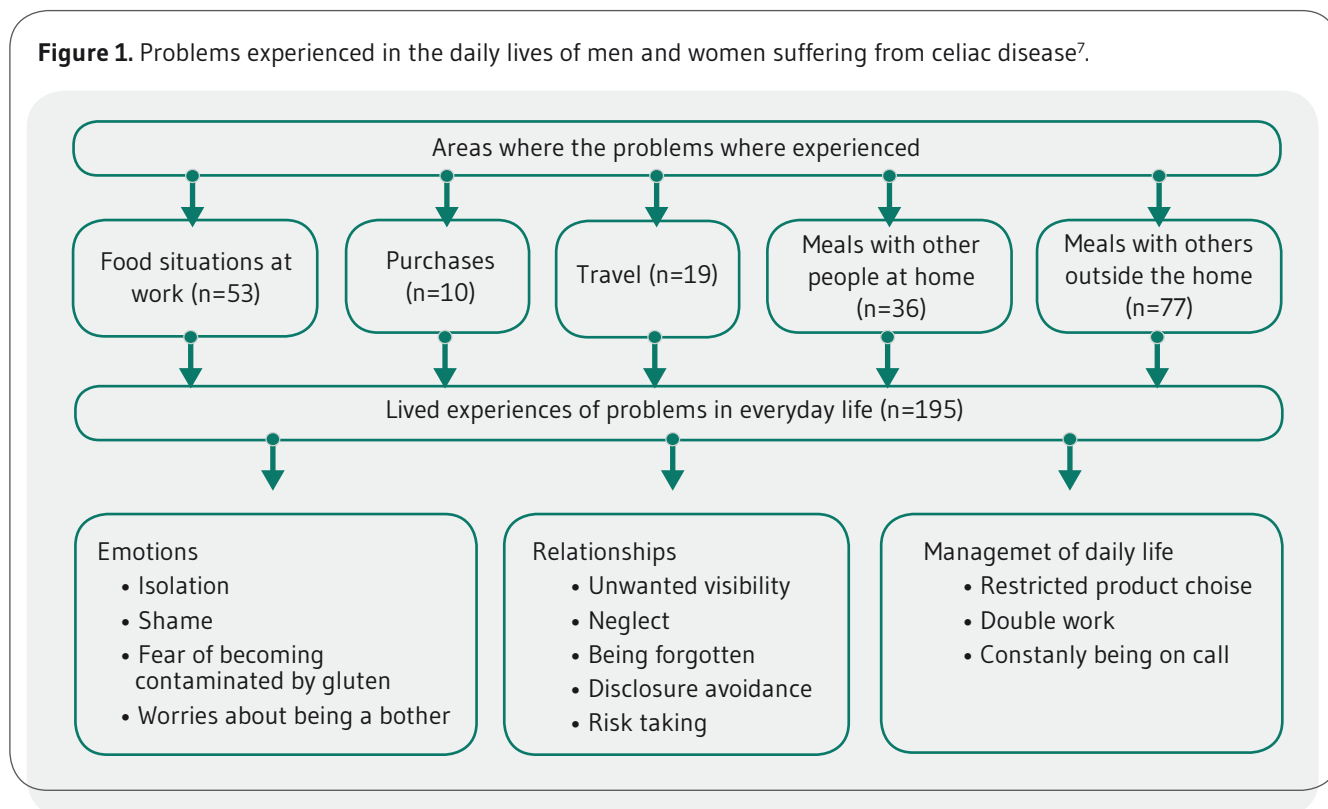 Figure 1. Problems experienced in the daily lives of men and women suffering from celiac disease⁷.
Areas where the problems where experienced
Food situations at
work (n=53)
Purchases
(n=10)
Travel (n=19)
Meals with other
people at home
(n=36)
Meals with others
outside the home
(n=77)
Lived experiences of problems in everyday life (n=195)
Emotions
• Isolation
• Shame
• Fear of becoming
contaminated by gluten
• Worries about being a bother
Relationships
• Unwanted visibility
• Neglect
• Being forgotten
• Disclosure avoidance
• Risk taking
Managemet of daily life
• Restricted product choise
• Double work
• Constanly being on call